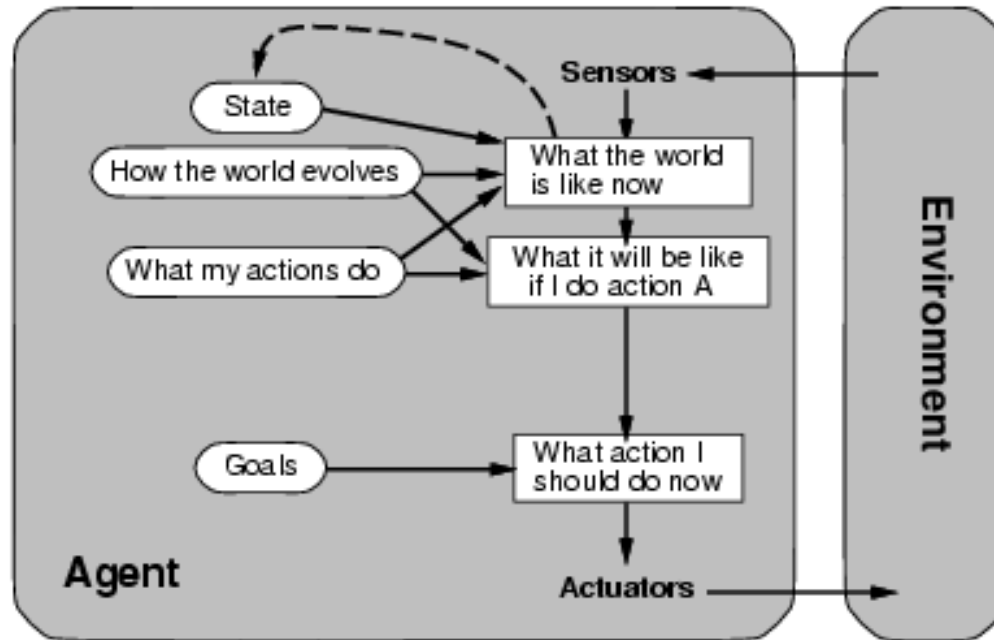 Sensors
State
What the world
is like now
How the world evolves
What my actions do
What it will be like
if I do action A
Environment
Goals
What action I
should do now
Agent
Actuators